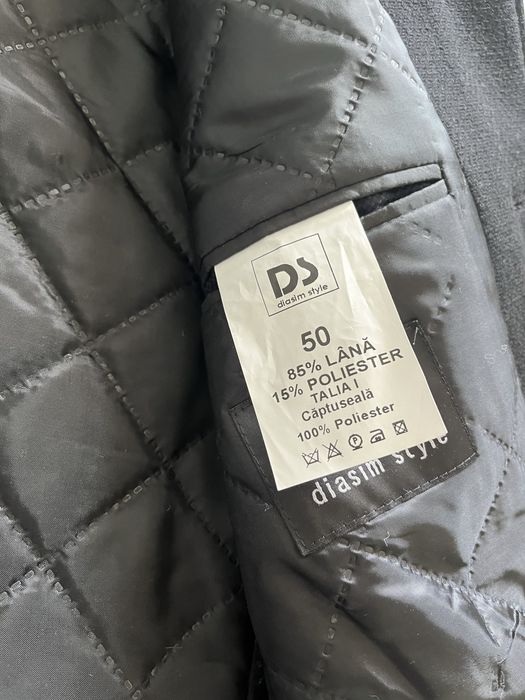 DS
diasim style
50
85% LÂNĂ
15% POLIESTER
TALIA I
Căptuseală
100% Poliester
diasim style